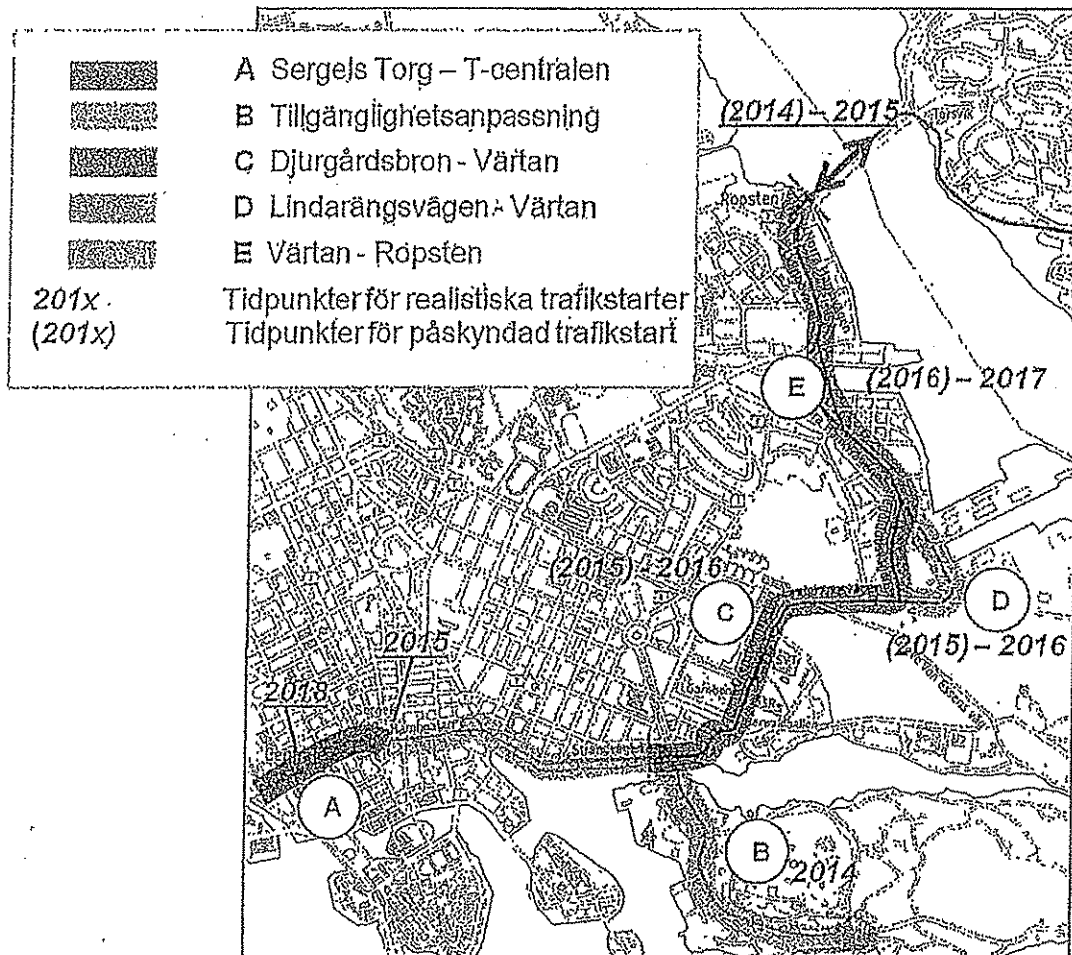 A Sergels Torg – T-centralen
B Tillgänglighetsanpassning
C Djurgårdsbron - Värtan
D Lindarängsvägen - Värtan
E Värtan - Ropsten
201x Tidpunkter för realistiska trafikstarter
(201x) Tidpunkter för påskyndad trafikstart
(2014) – 2015
Ropsten
E
(2016) – 2017
(2015) - 2016
C
D
(2015) – 2016
2015
2018
A
B
2014